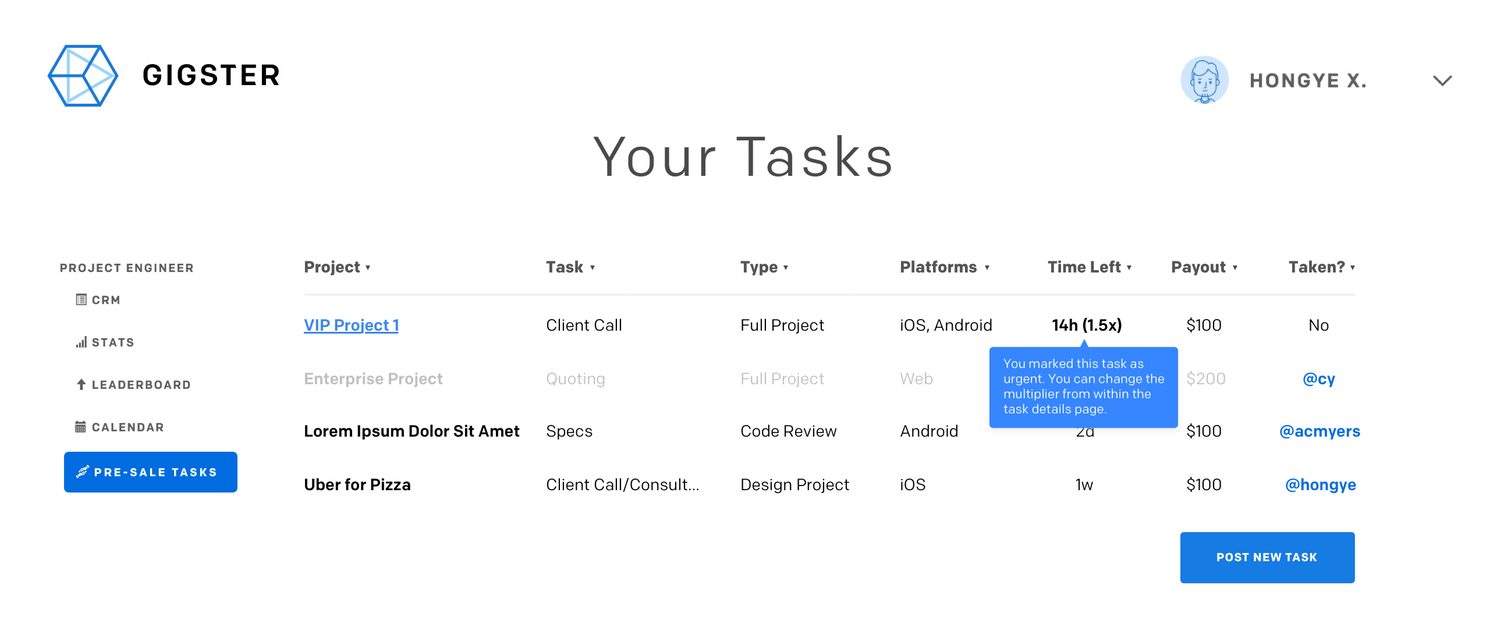 GIGSTER
HONGYE X.
Your Tasks
PROJECT ENGINEER
CRM
STATS
LEADERBOARD
CALENDAR
PRE-SALE TASKS
Project ▾ Task ▾ Type ▾ Platforms ▾ Time Left ▾ Payout ▾ Taken? ▾
VIP Project 1 Client Call Full Project iOS, Android 14h (1.5x) $100 No
You marked this task as
urgent. You can change the
multiplier from within the
task details page.
Enterprise Project Quoting Full Project Web $200 @cy
Lorem Ipsum Dolor Sit Amet Specs Code Review Android 2d $100 @acmyers
Uber for Pizza Client Call/Consult... Design Project iOS 1w $100 @hongye
POST NEW TASK